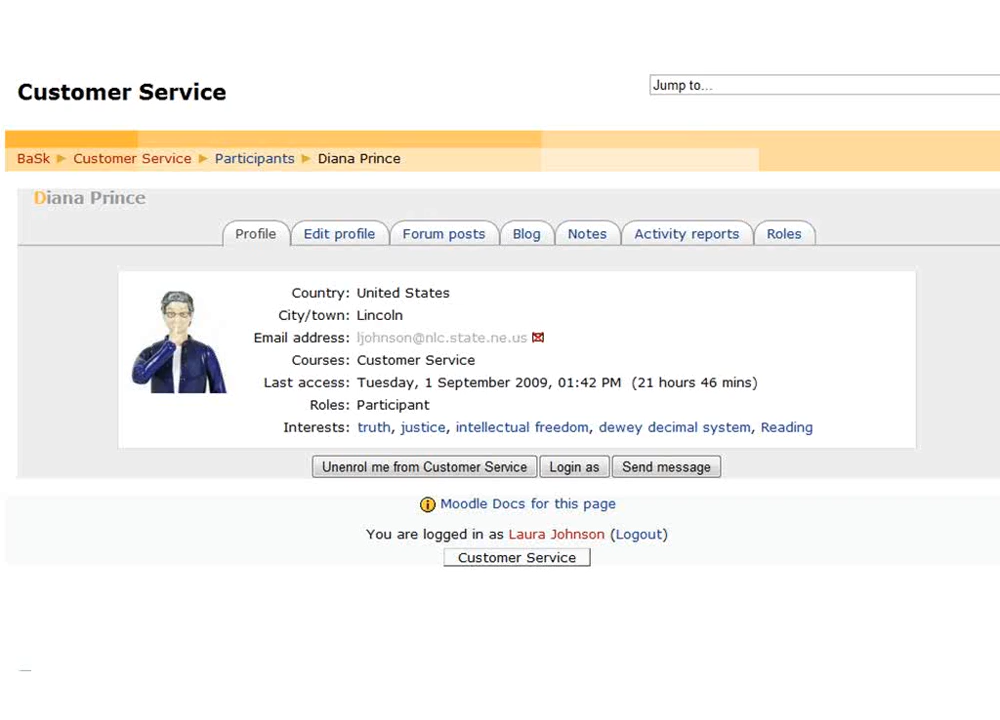 Customer Service
Jump to...
BaSk ► Customer Service ► Participants ► Diana Prince
Diana Prince
Profile Edit profile Forum posts Blog Notes Activity reports Roles
Country: United States
City/town: Lincoln
Email address: ljohnson@nlc.state.ne.us
Courses: Customer Service
Last access: Tuesday, 1 September 2009, 01:42 PM (21 hours 46 mins)
Roles: Participant
Interests: truth, justice, intellectual freedom, dewey decimal system, Reading
Unenrol me from Customer Service Login as Send message
Moodle Docs for this page
You are logged in as Laura Johnson (Logout)
Customer Service